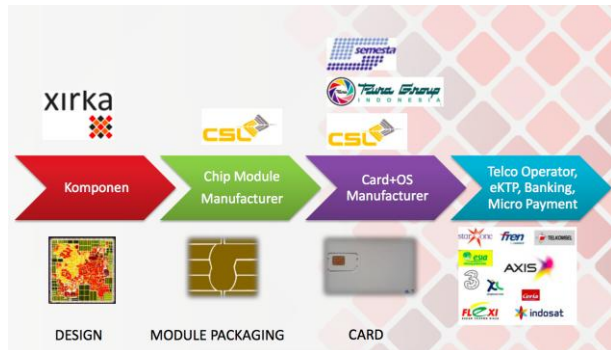 semesta
Pura Group
INDONESIA
xirka
CSL
CSL
Komponen
Chip Module
Manufacturer
Card+OS
Manufacturer
Telco Operator,
eKTP, Banking,
Micro Payment
fren
TELKOMSEL
esia
AXIS
3
XL
Ceria
FLEXI
indosat
DESIGN
MODULE PACKAGING
CARD